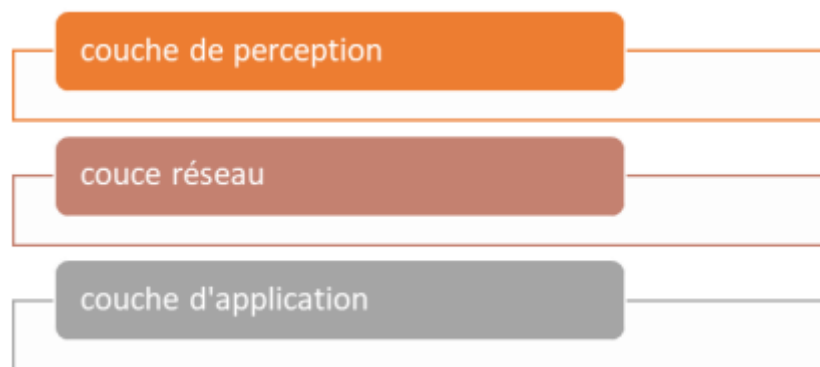 couche de perception
couce réseau
couche d'application